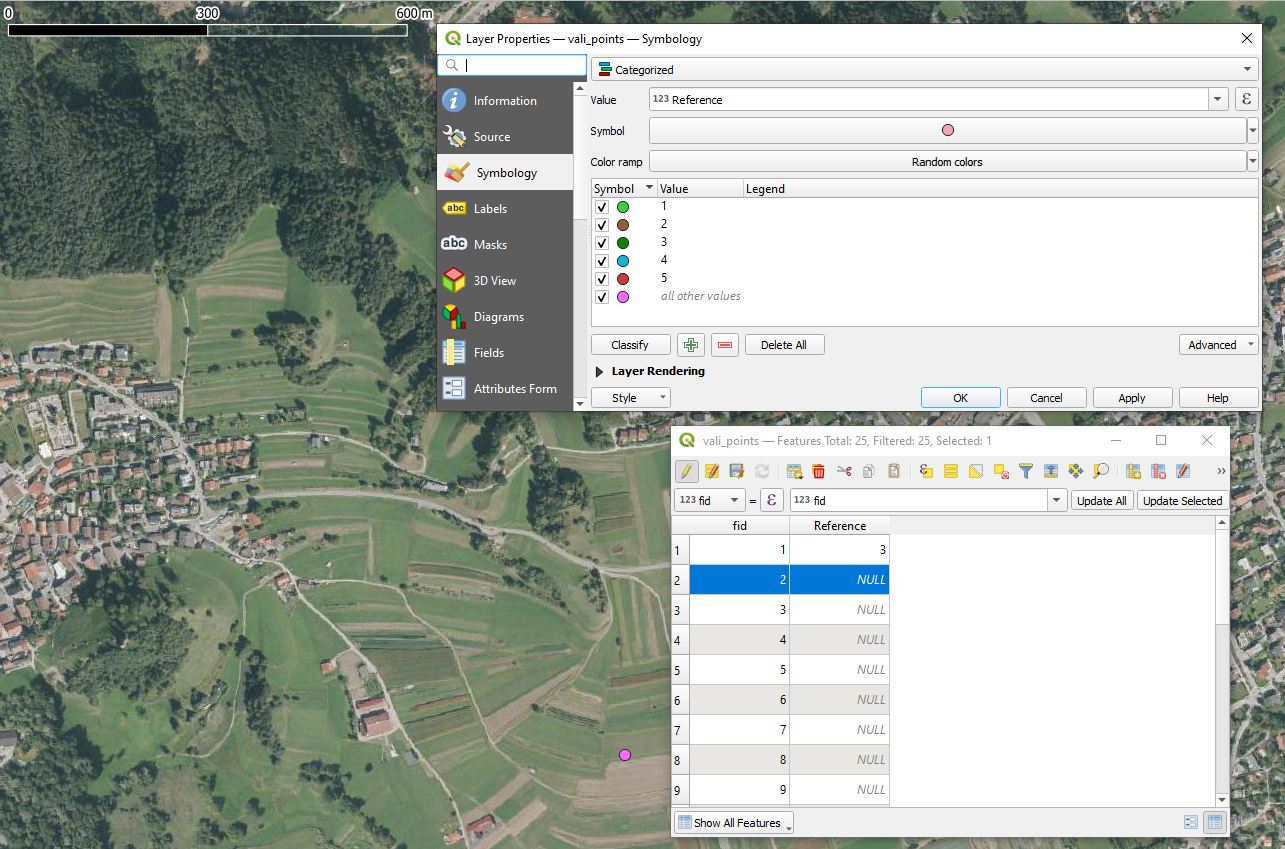 0 300 600 m
Layer Properties — vali_points — Symbology
Information
Source
Symbology
abc Labels
abc Masks
3D View
Diagrams
Fields
Attributes Form
Categorized
Value 123 Reference ε
Symbol
Color ramp Random colors
Symbol Value Legend
1
2
3
4
5
all other values
Classify Delete All Advanced
Layer Rendering
Style OK Cancel Apply Help
vali_points — Features Total: 25, Filtered: 25, Selected: 1
»
123 fid = ε 123 fid Update All Update Selected
fid Reference
1 1 3
2 2 NULL
3 3 NULL
4 4 NULL
5 5 NULL
6 6 NULL
7 7 NULL
8 8 NULL
9 9 NULL
Show All Features